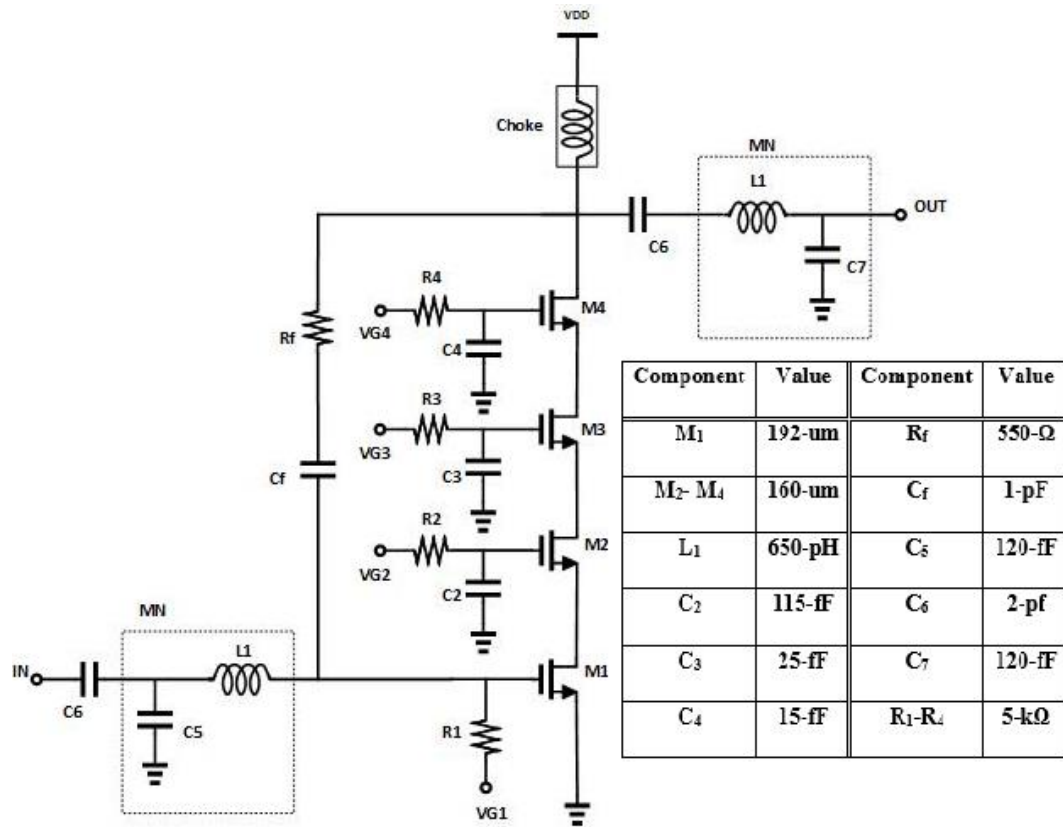 VDD
Choke
MN
L1
OUT
C6
C7
R4
VG4
M4
C4
Rf
R3
VG3
M3
C3
Cf
R2
VG2
M2
C2
MN
L1
IN
C6
C5
M1
R1
VG1
Component Value Component Value
M₁ 192-um R_f 550-Ω
M₂- M₄ 160-um C_f 1-pF
L₁ 650-pH C₅ 120-fF
C₂ 115-fF C₆ 2-pf
C₃ 25-fF C₇ 120-fF
C₄ 15-fF R₁-R₄ 5-kΩ